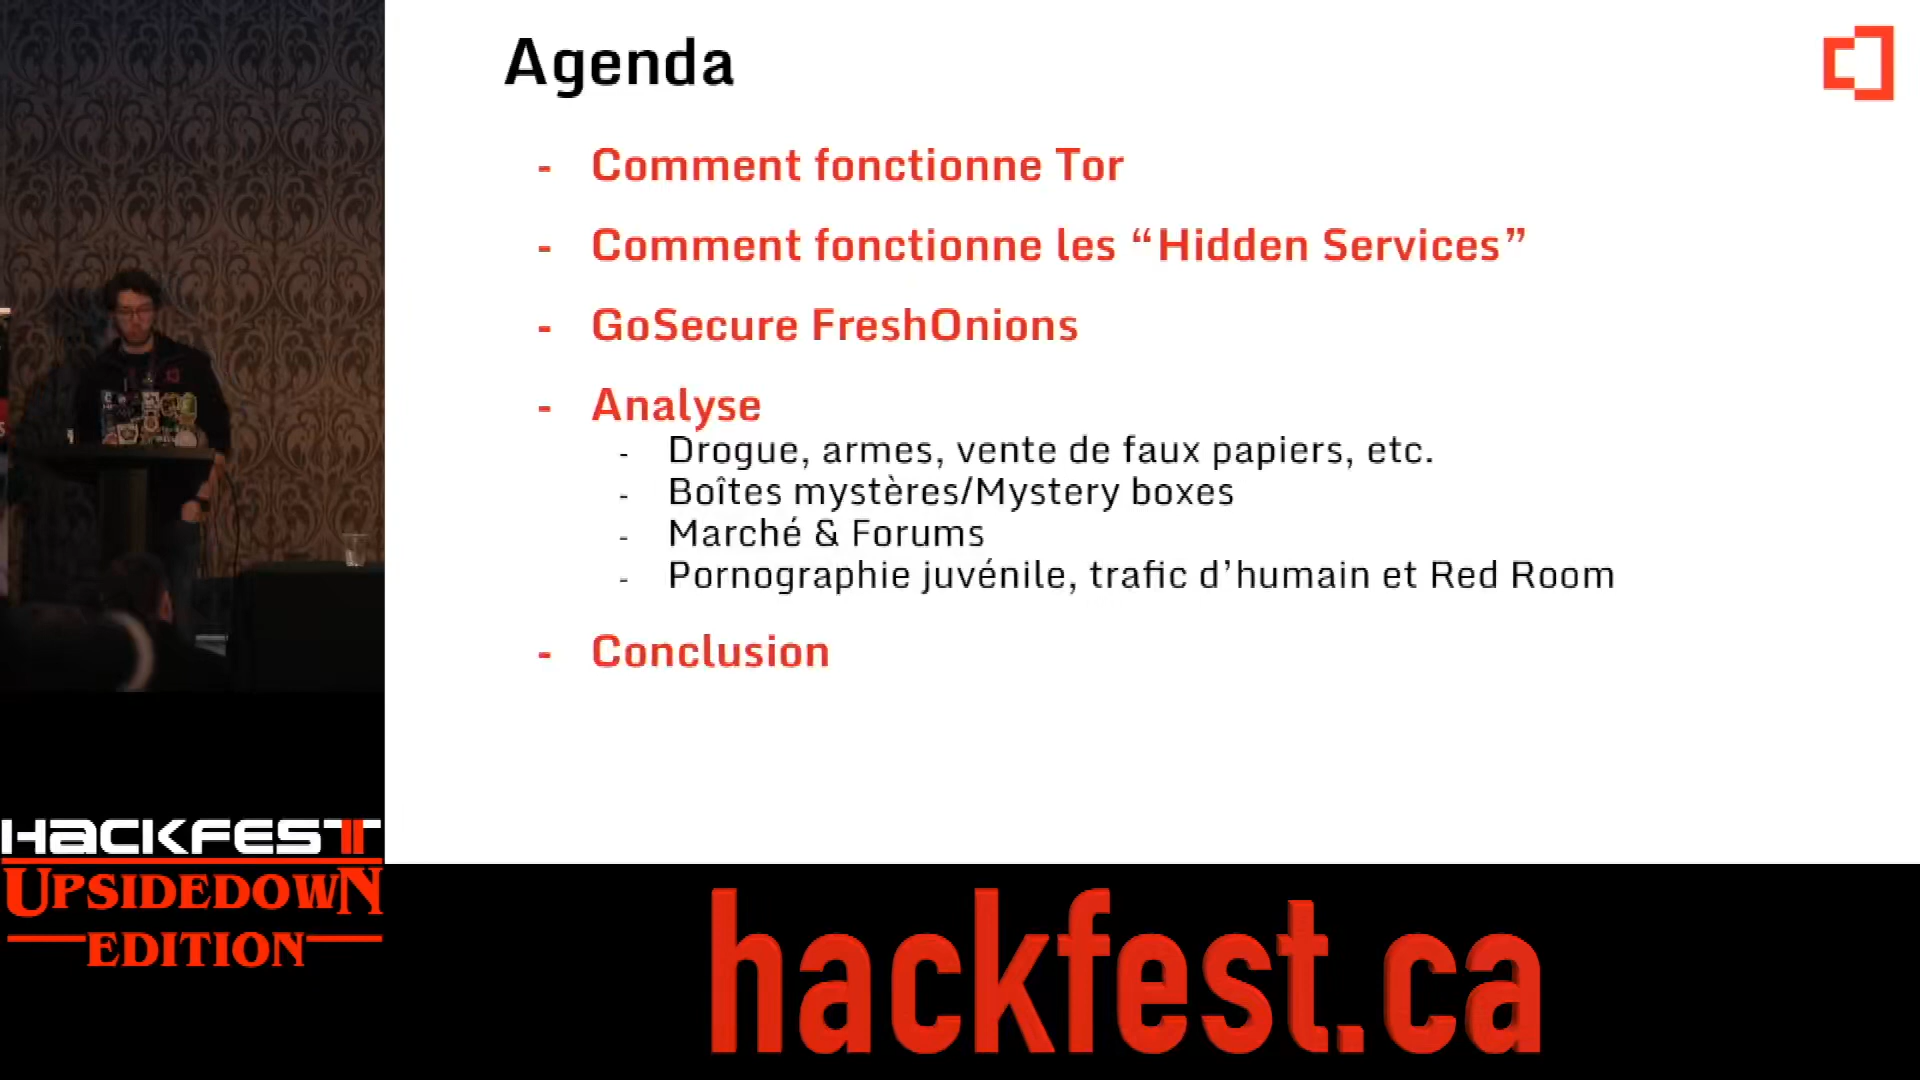 Agenda
- Comment fonctionne Tor
- Comment fonctionne les “Hidden Services”
- GoSecure FreshOnions
- Analyse
- Drogue, armes, vente de faux papiers, etc.
- Boîtes mystères/Mystery boxes
- Marché & Forums
- Pornographie juvénile, trafic d’humain et Red Room
- Conclusion
HACKFEST
UPSIDEDOWN
EDITION
hackfest.ca